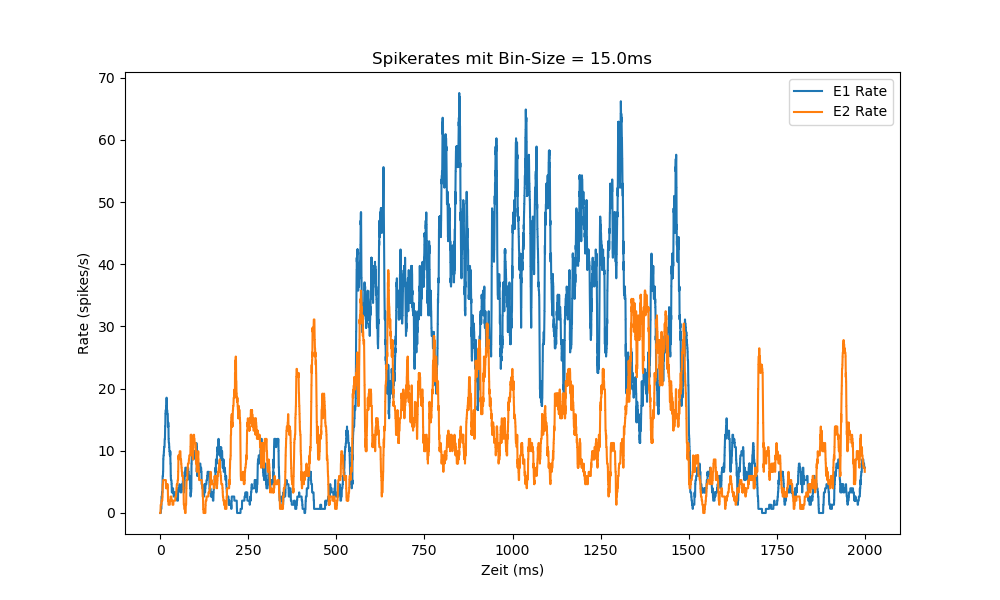 Spikerates mit Bin-Size = 15.0ms
E1 Rate
E2 Rate
70
60
50
40
30
20
10
0
Rate (spikes/s)
0 250 500 750 1000 1250 1500 1750 2000
Zeit (ms)